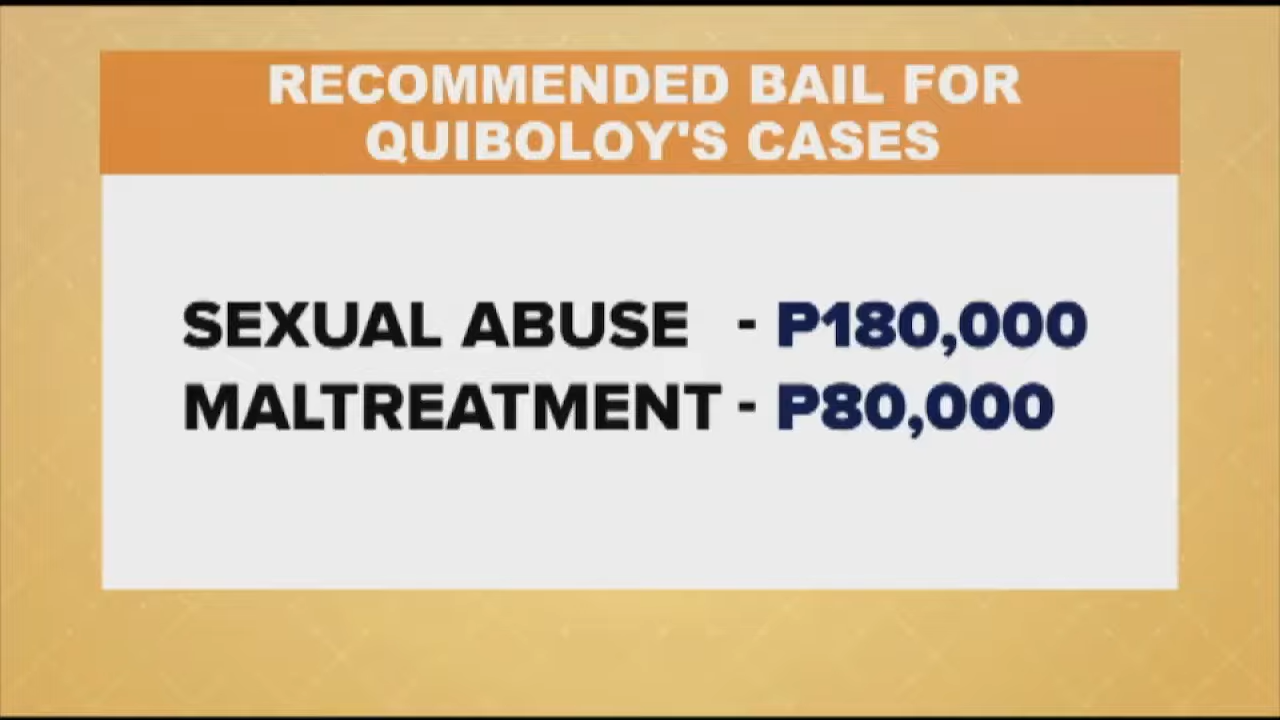 RECOMMENDED BAIL FOR
QUIBOLOY'S CASES
SEXUAL ABUSE - P180,000
MALTREATMENT - P80,000